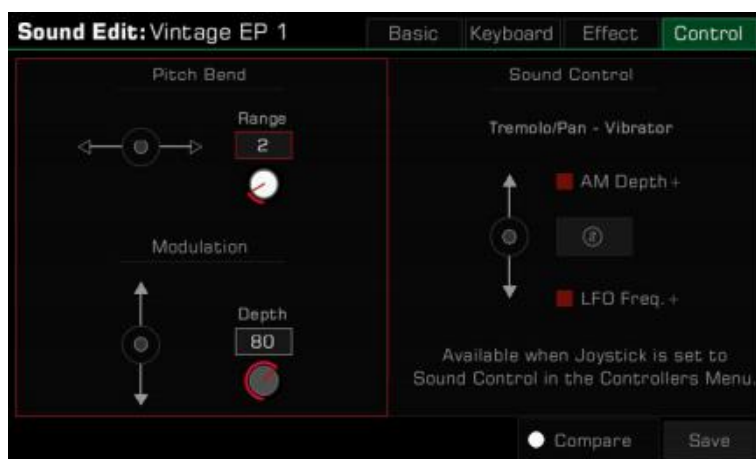 Sound Edit: Vintage EP 1
Basic
Keyboard
Effect
Control
Pitch Bend
Range
2
Modulation
Depth
80
Sound Control
Tremolo/Pan - Vibrator
AM Depth+
LFO Freq.+
Available when Joystick is set to
Sound Control in the Controllers Menu.
Compare
Save